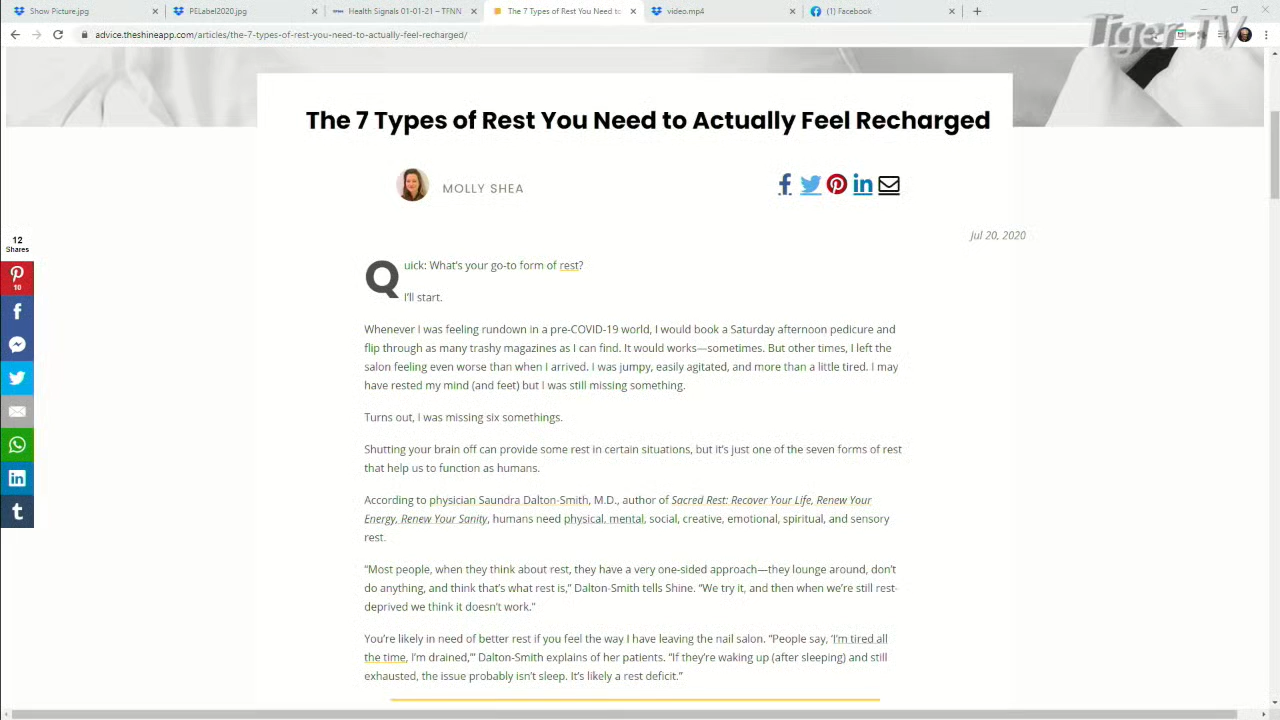 Show Picture.jpg
PELabel2020.jpg
Health Signals 01-01-21 – TFNN
The 7 Types of Rest You Need to
video.mp4
(1) Facebook
advice.theshineapp.com/articles/the-7-types-of-rest-you-need-to-actually-feel-recharged
Tiger TV
The 7 Types of Rest You Need to Actually Feel Recharged
MOLLY SHEA
Jul 20, 2020
12
Shares
10
Quick: What's your go-to form of rest?
I'll start.
Whenever I was feeling rundown in a pre-COVID-19 world, I would book a Saturday afternoon pedicure and
flip through as many trashy magazines as I can find. It would works—sometimes. But other times, I left the
salon feeling even worse than when I arrived. I was jumpy, easily agitated, and more than a little tired. I may
have rested my mind (and feet) but I was still missing something.
Turns out, I was missing six somethings.
Shutting your brain off can provide some rest in certain situations, but it's just one of the seven forms of rest
that help us to function as humans.
According to physician Saundra Dalton-Smith, M.D., author of Sacred Rest: Recover Your Life, Renew Your
Energy, Renew Your Sanity, humans need physical, mental, social, creative, emotional, spiritual, and sensory
rest.
"Most people, when they think about rest, they have a very one-sided approach—they lounge around, don't
do anything, and think that's what rest is," Dalton-Smith tells Shine. "We try it, and then when we're still rest-
deprived we think it doesn't work."
You're likely in need of better rest if you feel the way I have leaving the nail salon. "People say, 'I'm tired all
the time, I'm drained,'" Dalton-Smith explains of her patients. "If they're waking up (after sleeping) and still
exhausted, the issue probably isn't sleep. It's likely a rest deficit."